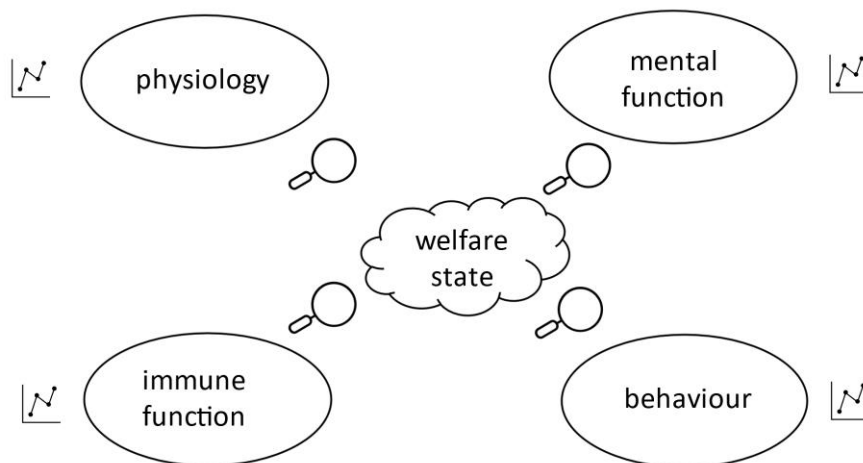 physiology
mental
function
welfare
state
immune
function
behaviour